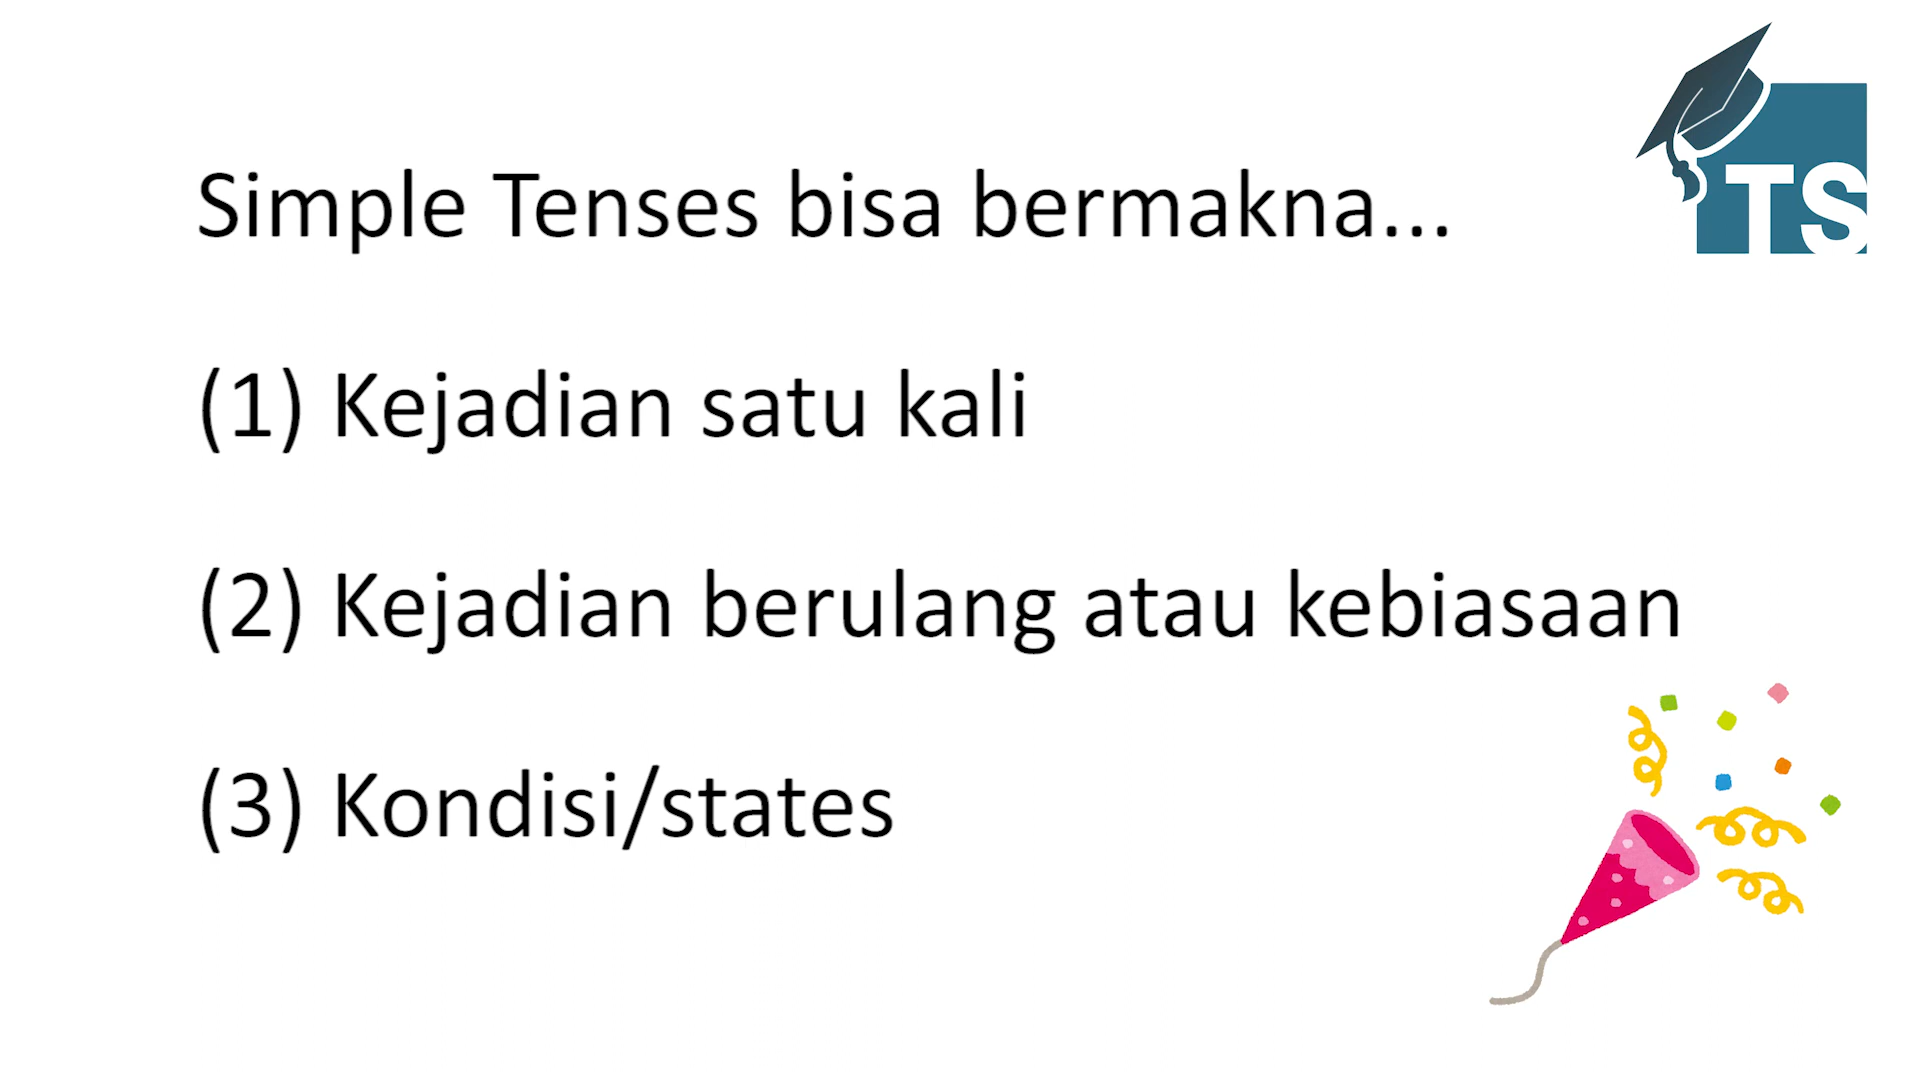 TS
Simple Tenses bisa bermakna...
(1) Kejadian satu kali
(2) Kejadian berulang atau kebiasaan
(3) Kondisi/states